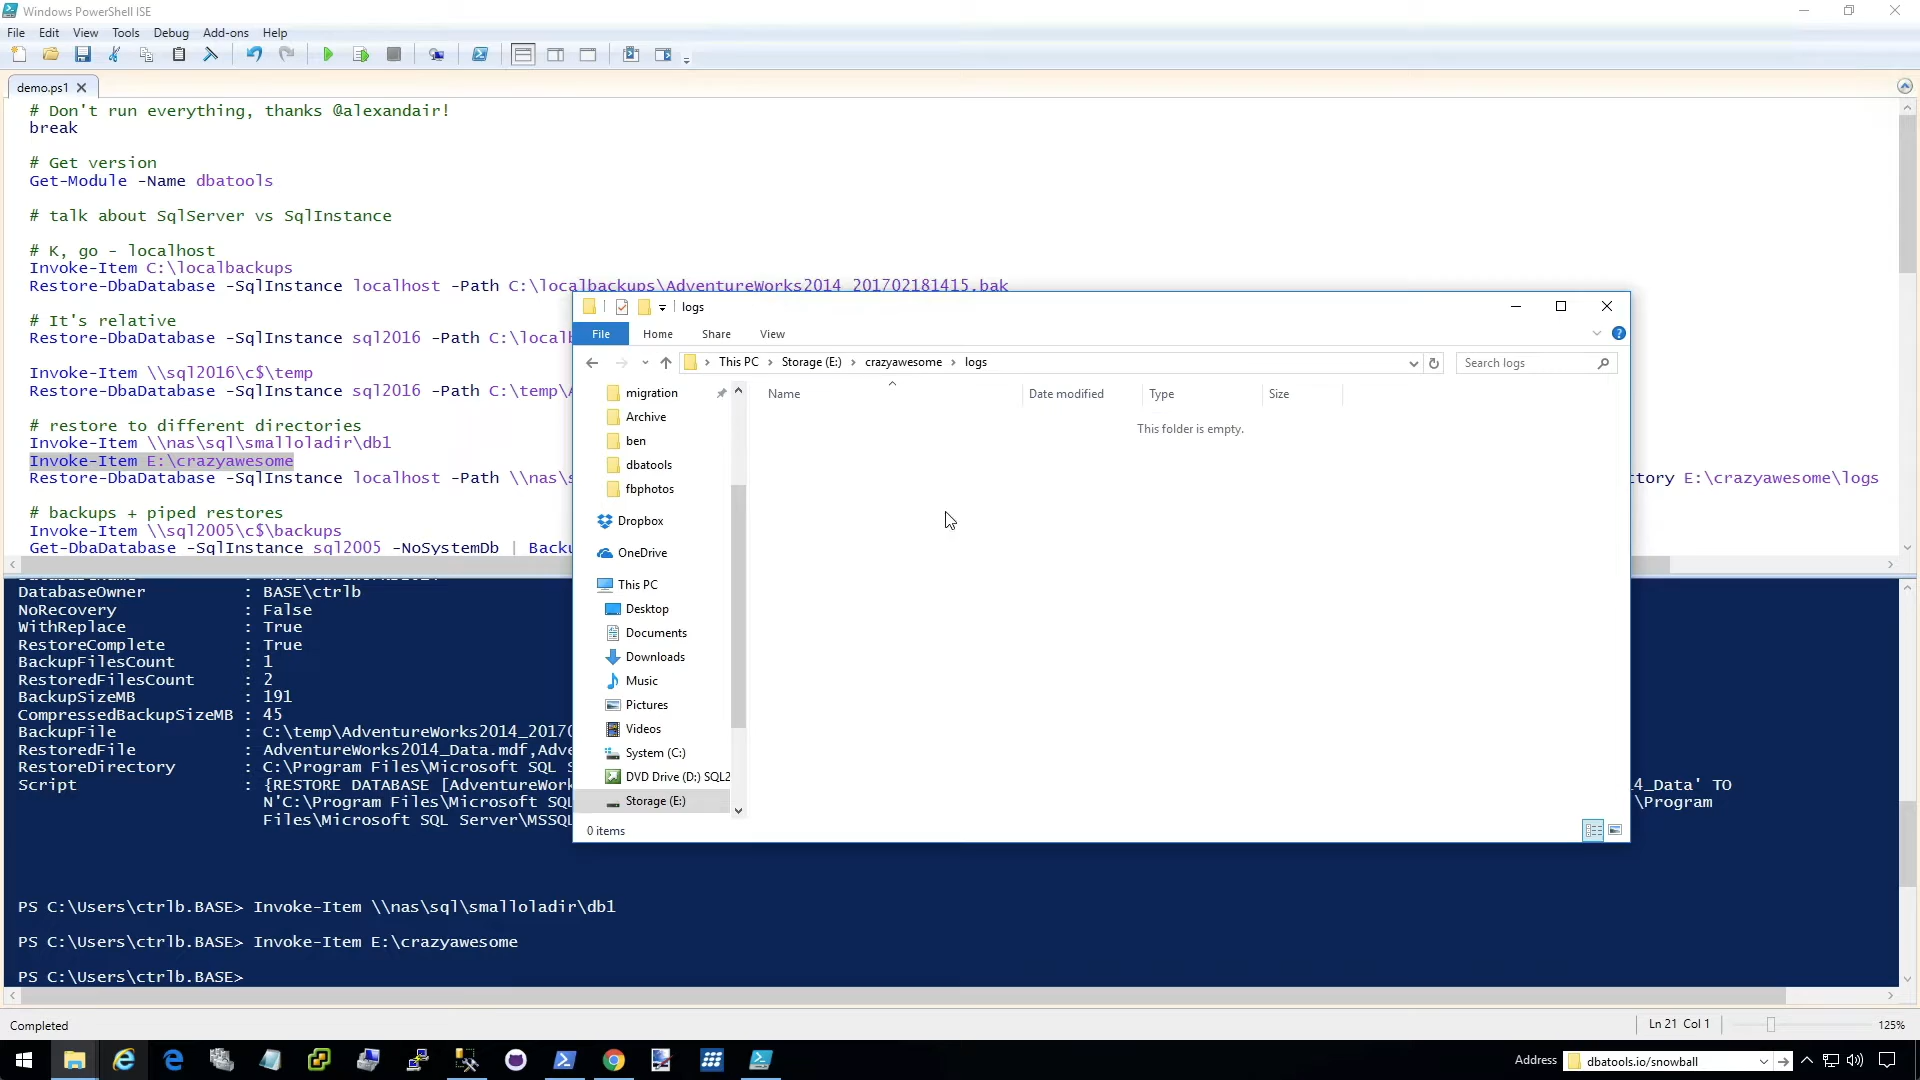 Windows PowerShell ISE
File Edit View Tools Debug Add-ons Help
demo.ps1
# Don't run everything, thanks @alexandair!
break
# Get version
Get-Module -Name dbatools
# talk about SqlServer vs SqlInstance
# K, go - localhost
Invoke-Item C:\localbackups
Restore-DbaDatabase -SqlInstance localhost -Path C:\localbackups\AdventureWorks2014_201702181415.bak
# It's relative
Restore-DbaDatabase -SqlInstance sql2016 -Path C:\local
Invoke-Item \\sql2016\c$\temp
Restore-DbaDatabase -SqlInstance sql2016 -Path C:\temp\
# restore to different directories
Invoke-Item \\nas\sql\smalloladir\db1
Invoke-Item E:\crazyawesome
Restore-DbaDatabase -SqlInstance localhost -Path \\nas\s
ctory E:\crazyawesome\logs
# backups + piped restores
Invoke-Item \\sql2005\c$\backups
Get-DbaDatabase -SqlInstance sql2005 -NoSystemDb | Backu
logs
File Home Share View
This PC Storage (E:) crazyawesome logs
Search logs
migration
Archive
ben
dbatools
fbphotos
Dropbox
OneDrive
This PC
Desktop
Documents
Downloads
Music
Pictures
Videos
System (C:)
DVD Drive (D:) SQL2
Storage (E:)
Name Date modified Type Size
This folder is empty.
0 items
DatabaseOwner : BASE\ctrlb
NoRecovery : False
WithReplace : True
RestoreComplete : True
BackupFilesCount : 1
RestoredFilesCount : 2
BackupSizeMB : 191
CompressedBackupSizeMB : 45
BackupFile : C:\temp\AdventureWorks2014_2017
RestoredFile : AdventureWorks2014_Data.mdf,Adve
RestoreDirectory : C:\Program Files\Microsoft SQL S
Script : {RESTORE DATABASE [AdventureWork
4_Data' TO
N'C:\Program Files\Microsoft SQL
\Program
Files\Microsoft SQL Server\MSSQL
PS C:\Users\ctrlb.BASE> Invoke-Item \\nas\sql\smalloladir\db1
PS C:\Users\ctrlb.BASE> Invoke-Item E:\crazyawesome
PS C:\Users\ctrlb.BASE>
Completed
Ln 21 Col 1
125%
Address dbatools.io/snowball